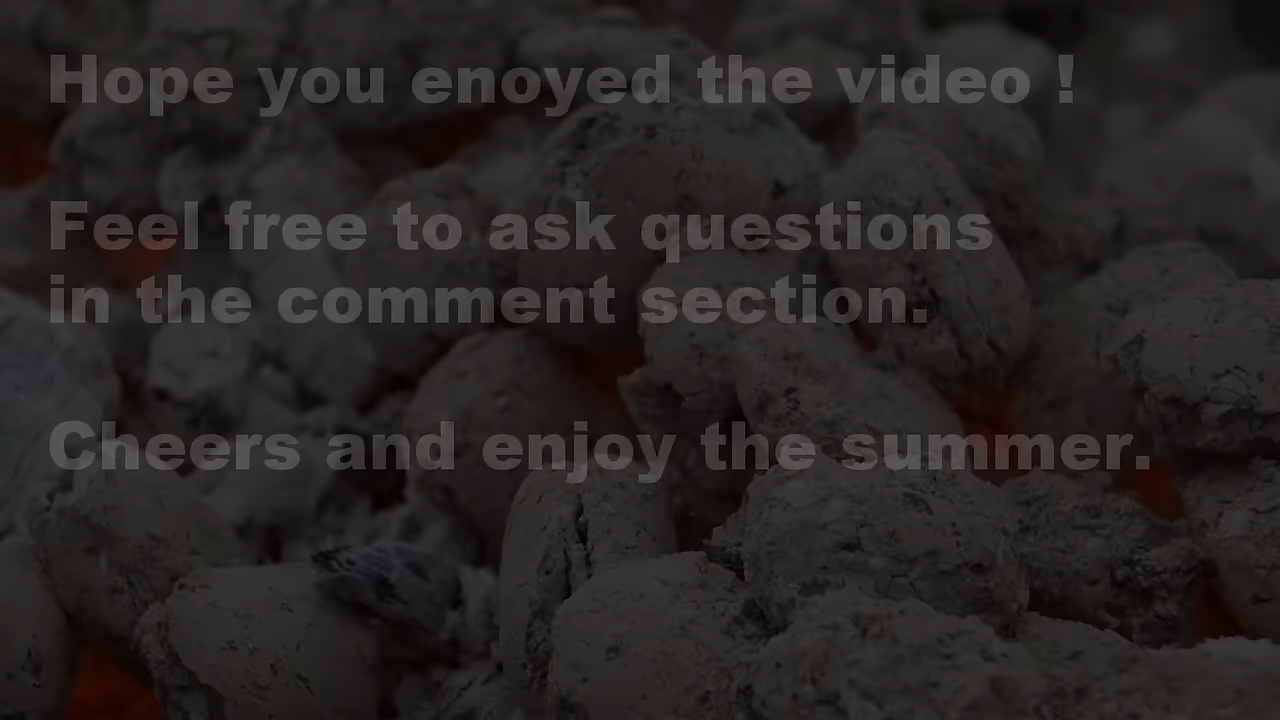 Hope you enoyed the video !
Feel free to ask questions
in the comment section.
Cheers and enjoy the summer.